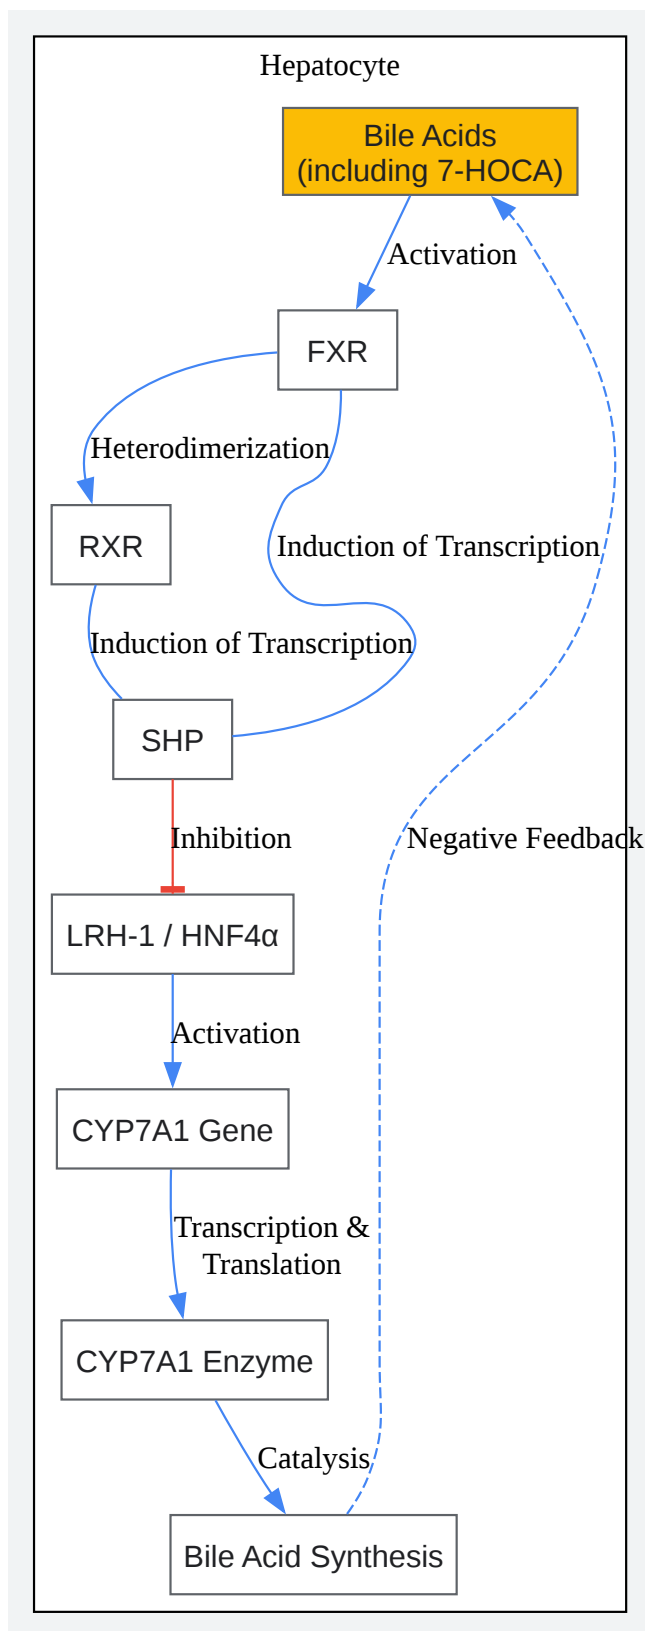 Hepatocyte
Bile Acids
(including 7-HOCA)
Activation
FXR
Heterodimerization
RXR
Induction of Transcription
Induction of Transcription
SHP
Inhibition
Negative Feedback
LRH-1 / HNF4α
Activation
CYP7A1 Gene
Transcription &
Translation
CYP7A1 Enzyme
Catalysis
Bile Acid Synthesis